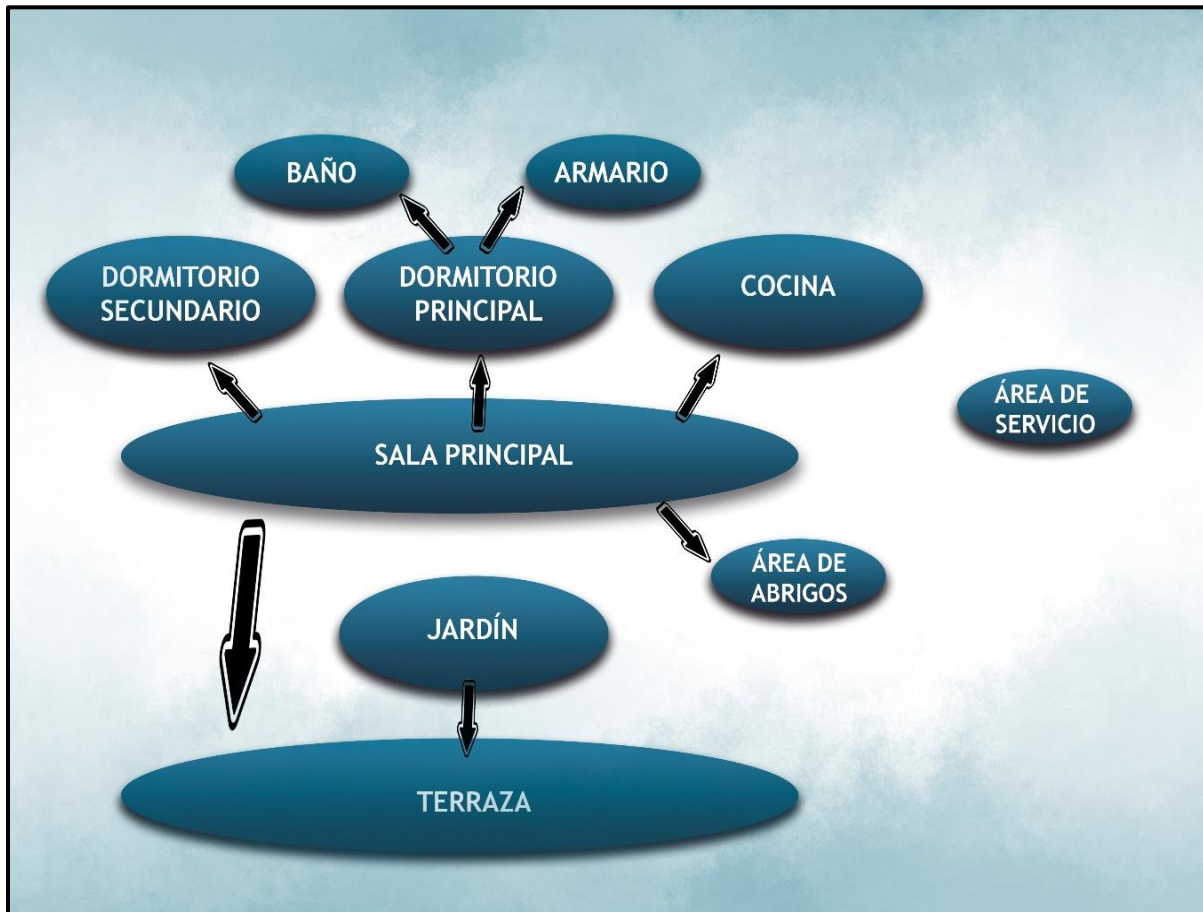 BAÑO
ARMARIO
DORMITORIO
SECUNDARIO
DORMITORIO
PRINCIPAL
COCINA
ÁREA DE
SERVICIO
SALA PRINCIPAL
ÁREA DE
ABRIGOS
JARDÍN
TERRAZA